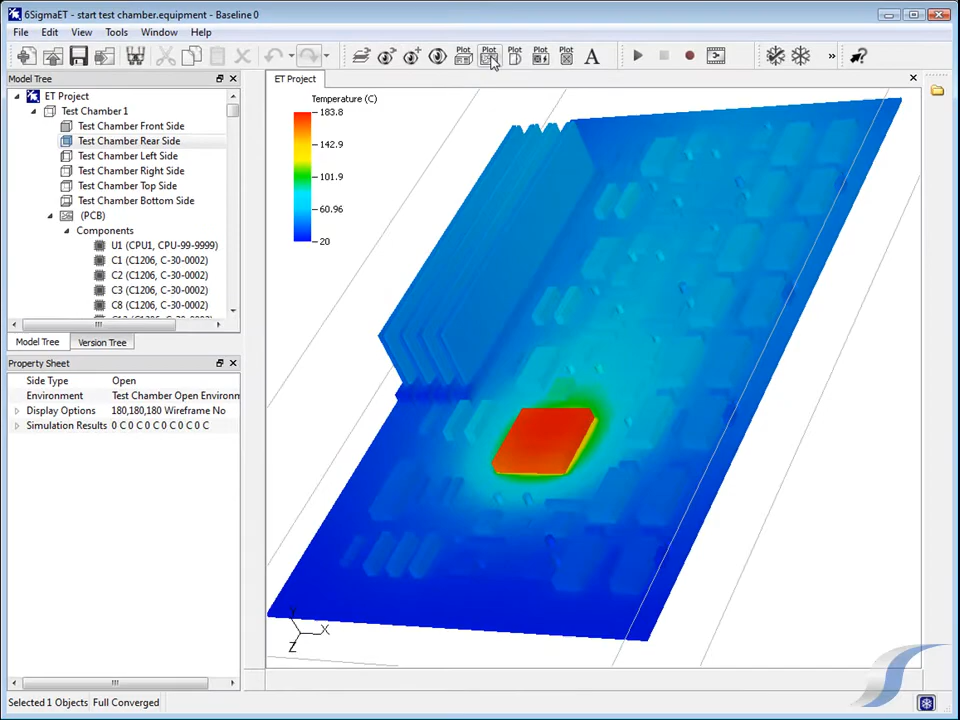 6SigmaET - start test chamber.equipment - Baseline 0
File Edit View Tools Window Help
Plot Plot Plot Plot Plot A »
Model Tree
ET Project
ET Project
Test Chamber 1
Test Chamber Front Side
Test Chamber Rear Side
Test Chamber Left Side
Test Chamber Right Side
Test Chamber Top Side
Test Chamber Bottom Side
(PCB)
Components
U1 (CPU1, CPU-99-9999)
C1 (C1206, C-30-0002)
C2 (C1206, C-30-0002)
C3 (C1206, C-30-0002)
C8 (C1206, C-30-0002)
Model Tree Version Tree
Property Sheet
Side Type Open
Environment Test Chamber Open Environm
Display Options 180,180,180 Wireframe No
Simulation Results 0 C 0 C 0 C 0 C 0 C
Temperature (C)
183.8
142.9
101.9
60.96
20
Y
X
Z
Selected 1 Objects Full Converged